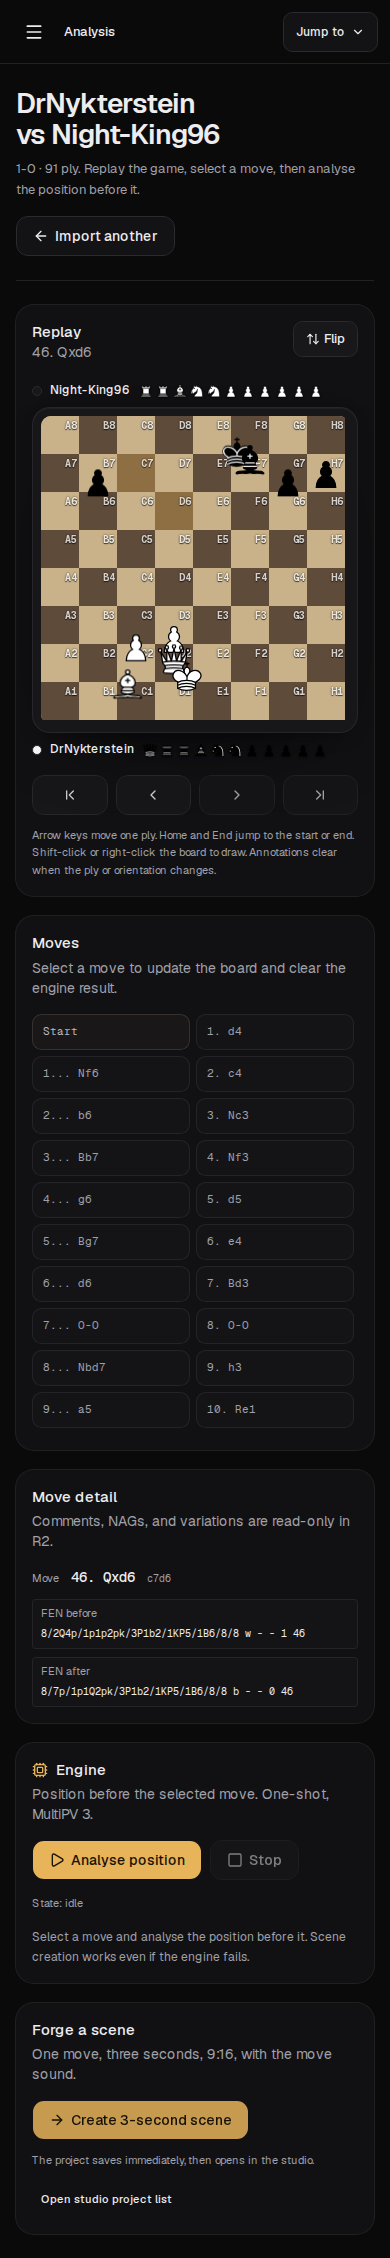 Analysis
Jump to
DrNykterstein
vs Night-King96
1-0 · 91 ply. Replay the game, select a move, then analyse
the position before it.
Import another
Replay
46. Qxd6
Flip
Night-King96
A8 B8 C8 D8 E8 F8 G8 H8
A7 B7 C7 D7 E7 F7 G7 H7
A6 B6 C6 D6 E6 F6 G6 H6
A5 B5 C5 D5 E5 F5 G5 H5
A4 B4 C4 D4 E4 F4 G4 H4
A3 B3 C3 D3 E3 F3 G3 H3
A2 B2 C2 E2 F2 G2 H2
A1 B1 C1 D1 E1 F1 G1 H1
DrNykterstein
Arrow keys move one ply. Home and End jump to the start or end.
Shift-click or right-click the board to draw. Annotations clear
when the ply or orientation changes.
Moves
Select a move to update the board and clear the
engine result.
Start
1. d4
1... Nf6
2. c4
2... b6
3. Nc3
3... Bb7
4. Nf3
4... g6
5. d5
5... Bg7
6. e4
6... d6
7. Bd3
7... O-O
8. O-O
8... Nbd7
9. h3
9... a5
10. Re1
Move detail
Comments, NAGs, and variations are read-only in
R2.
Move 46. Qxd6 c7d6
FEN before
8/2Q4p/1p1p2pk/3P1b2/1KP5/1B6/8/8 w - - 1 46
FEN after
8/7p/1p1Q2pk/3P1b2/1KP5/1B6/8/8 b - - 0 46
Engine
Position before the selected move. One-shot,
MultiPV 3.
Analyse position
Stop
State: idle
Select a move and analyse the position before it. Scene
creation works even if the engine fails.
Forge a scene
One move, three seconds, 9:16, with the move
sound.
Create 3-second scene
The project saves immediately, then opens in the studio.
Open studio project list